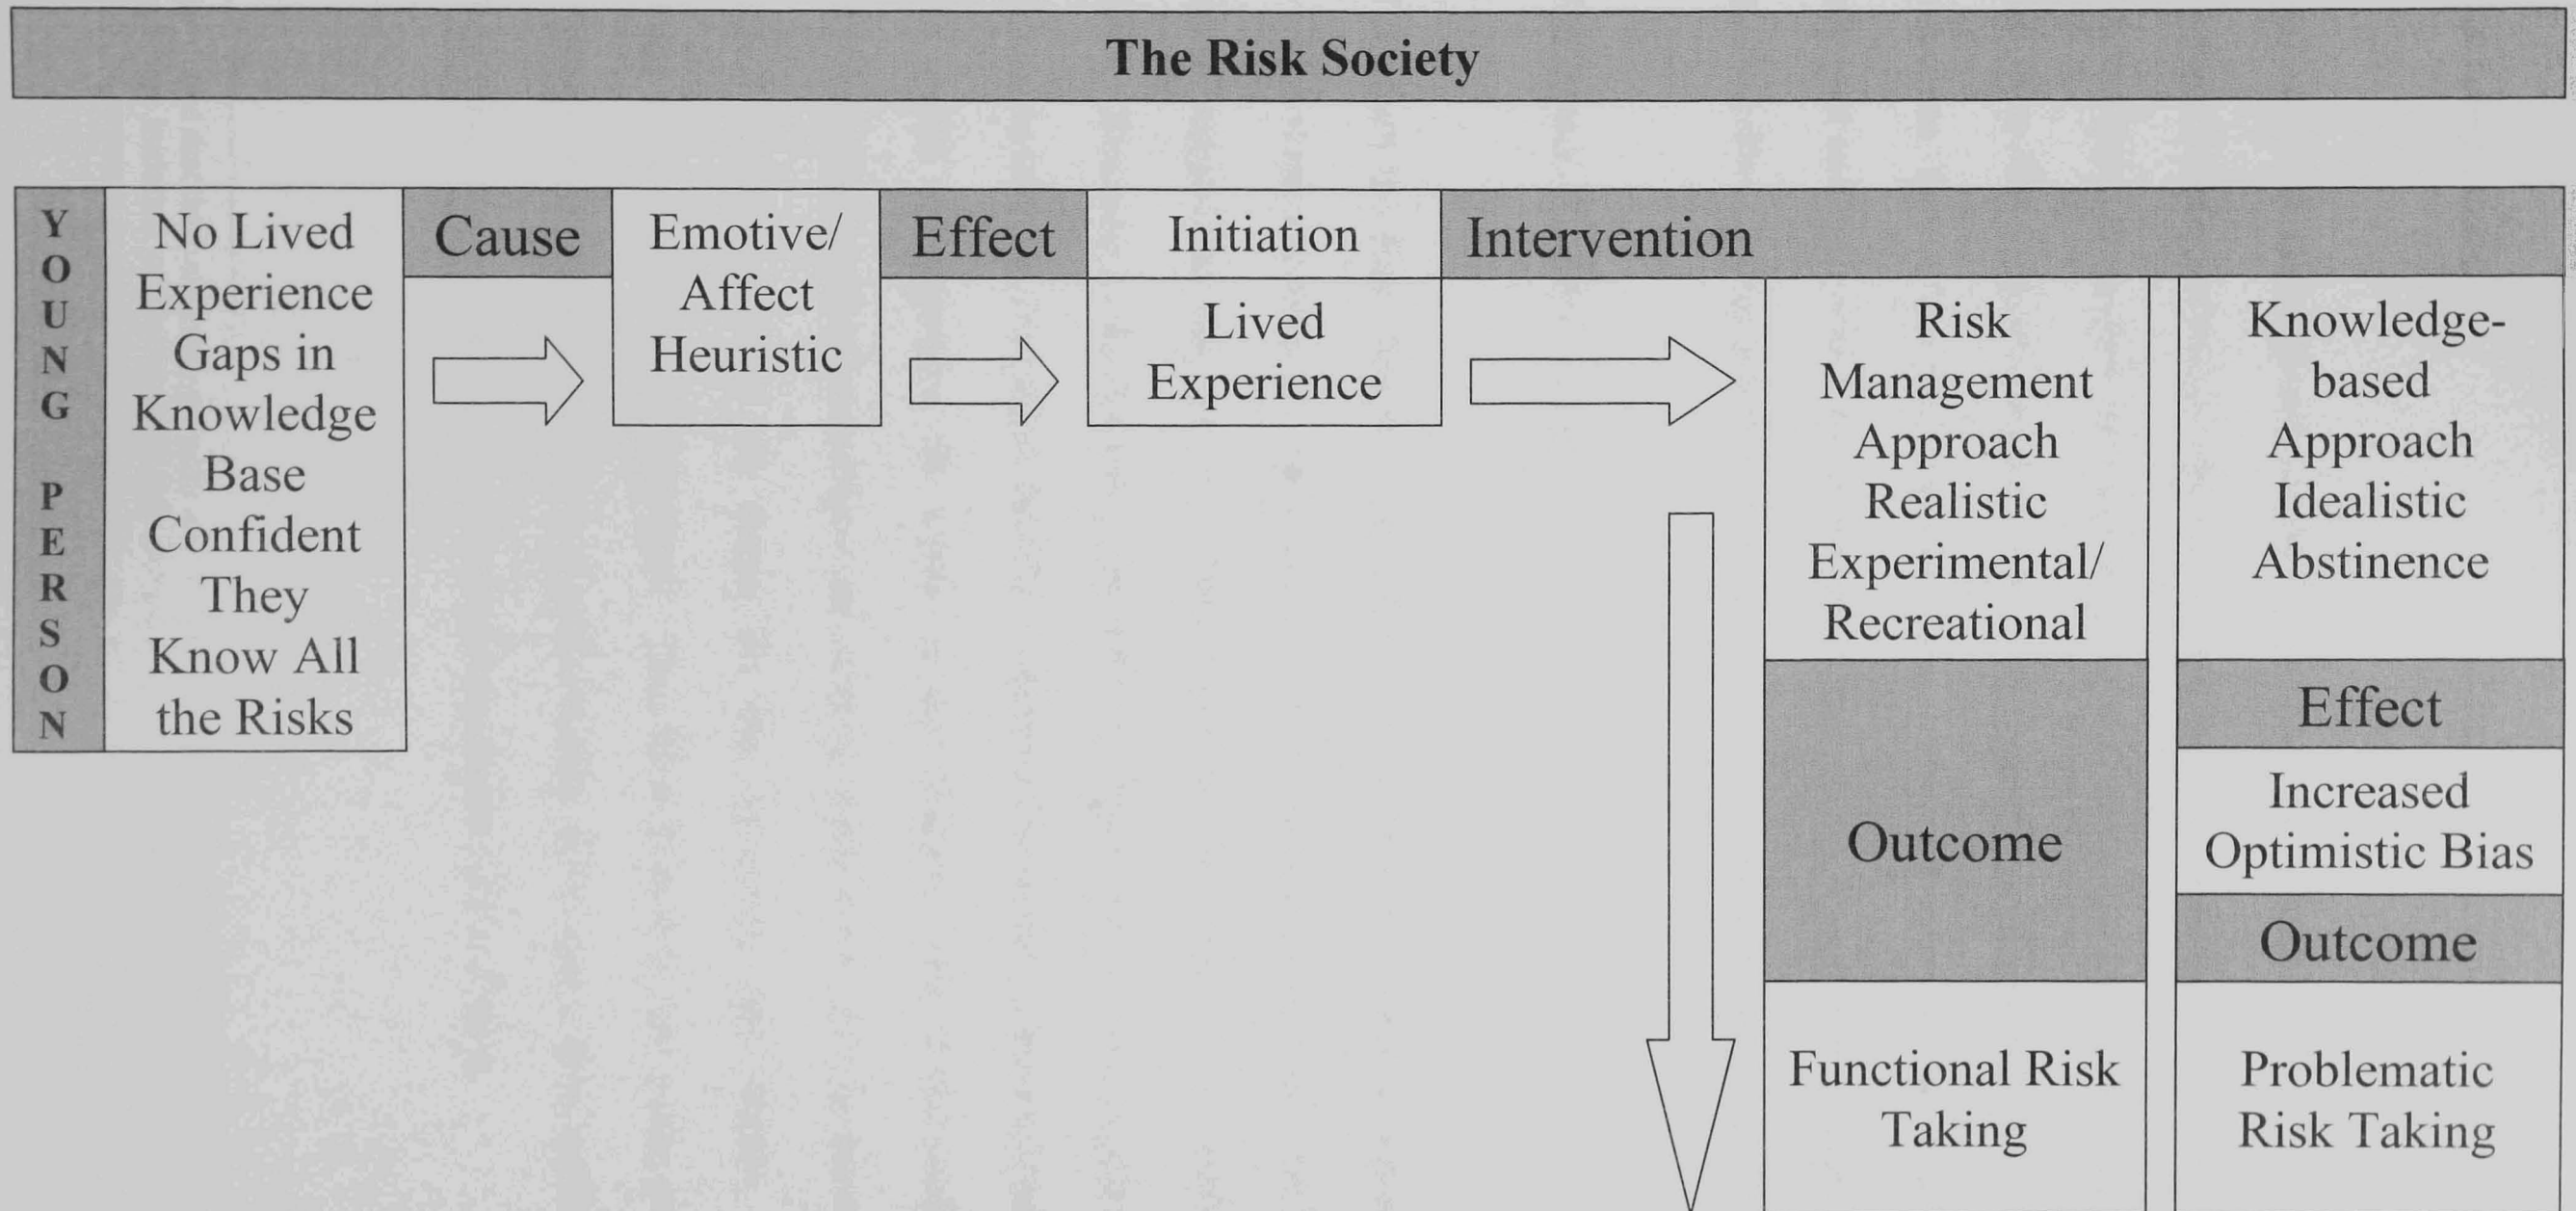 The Risk Society
YOUNG PERSON
No Lived
Experience
Gaps in
Knowledge
Base
Confident
They
Know All
the Risks
Cause
Emotive/
Affect
Heuristic
Effect
Initiation
Lived
Experience
Intervention
Risk
Management
Approach
Realistic
Experimental/
Recreational
Outcome
Functional Risk
Taking
Knowledge-
based
Approach
Idealistic
Abstinence
Effect
Increased
Optimistic Bias
Outcome
Problematic
Risk Taking